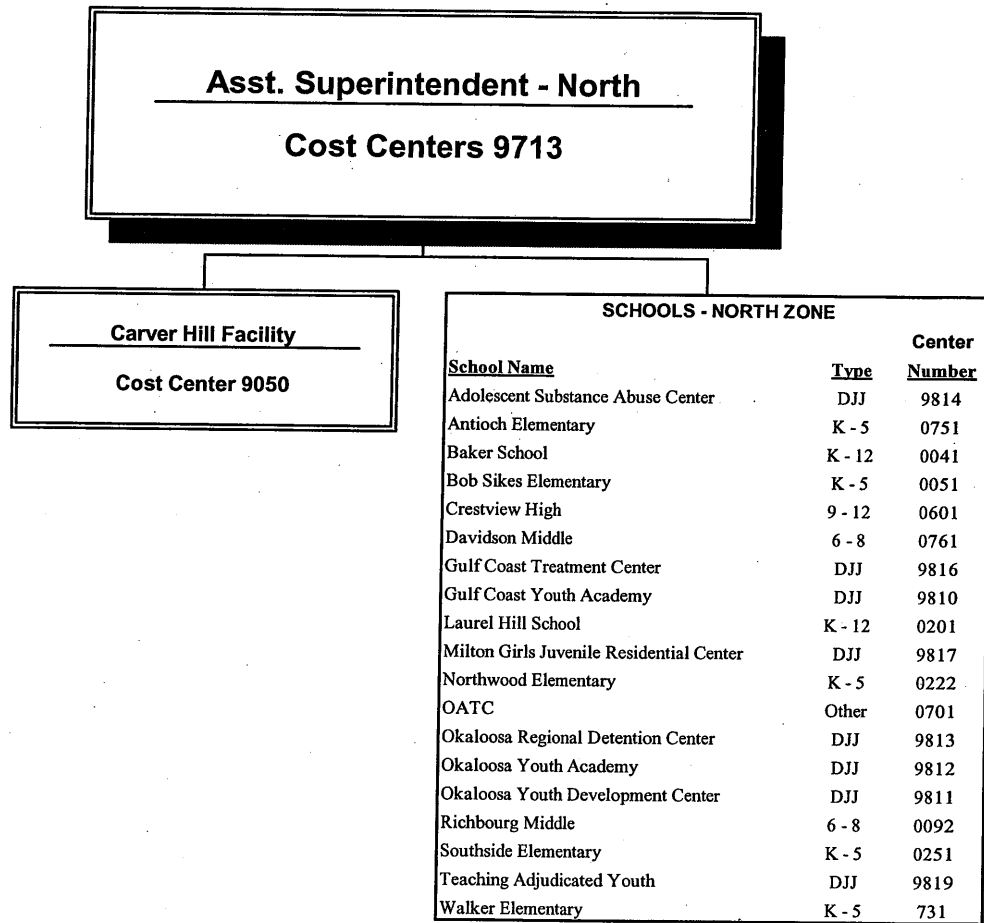 Asst. Superintendent - North
Cost Centers 9713
Carver Hill Facility
Cost Center 9050
SCHOOLS - NORTH ZONE
Center
School Name Type Number
Adolescent Substance Abuse Center DJJ 9814
Antioch Elementary K - 5 0751
Baker School K - 12 0041
Bob Sikes Elementary K - 5 0051
Crestview High 9 - 12 0601
Davidson Middle 6 - 8 0761
Gulf Coast Treatment Center DJJ 9816
Gulf Coast Youth Academy DJJ 9810
Laurel Hill School K - 12 0201
Milton Girls Juvenile Residential Center DJJ 9817
Northwood Elementary K - 5 0222
OATC Other 0701
Okaloosa Regional Detention Center DJJ 9813
Okaloosa Youth Academy DJJ 9812
Okaloosa Youth Development Center DJJ 9811
Richbourg Middle 6 - 8 0092
Southside Elementary K - 5 0251
Teaching Adjudicated Youth DJJ 9819
Walker Elementary K - 5 731